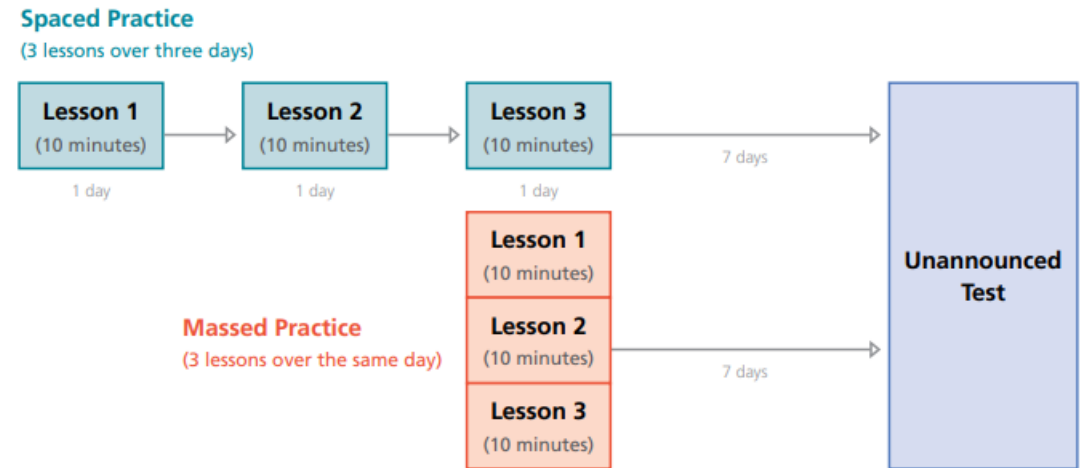 Spaced Practice
(3 lessons over three days)
Lesson 1
(10 minutes)
Lesson 2
(10 minutes)
Lesson 3
(10 minutes)
7 days
1 day
1 day
1 day
Lesson 1
(10 minutes)
Massed Practice
(3 lessons over the same day)
Lesson 2
(10 minutes)
7 days
Lesson 3
(10 minutes)
Unannounced
Test